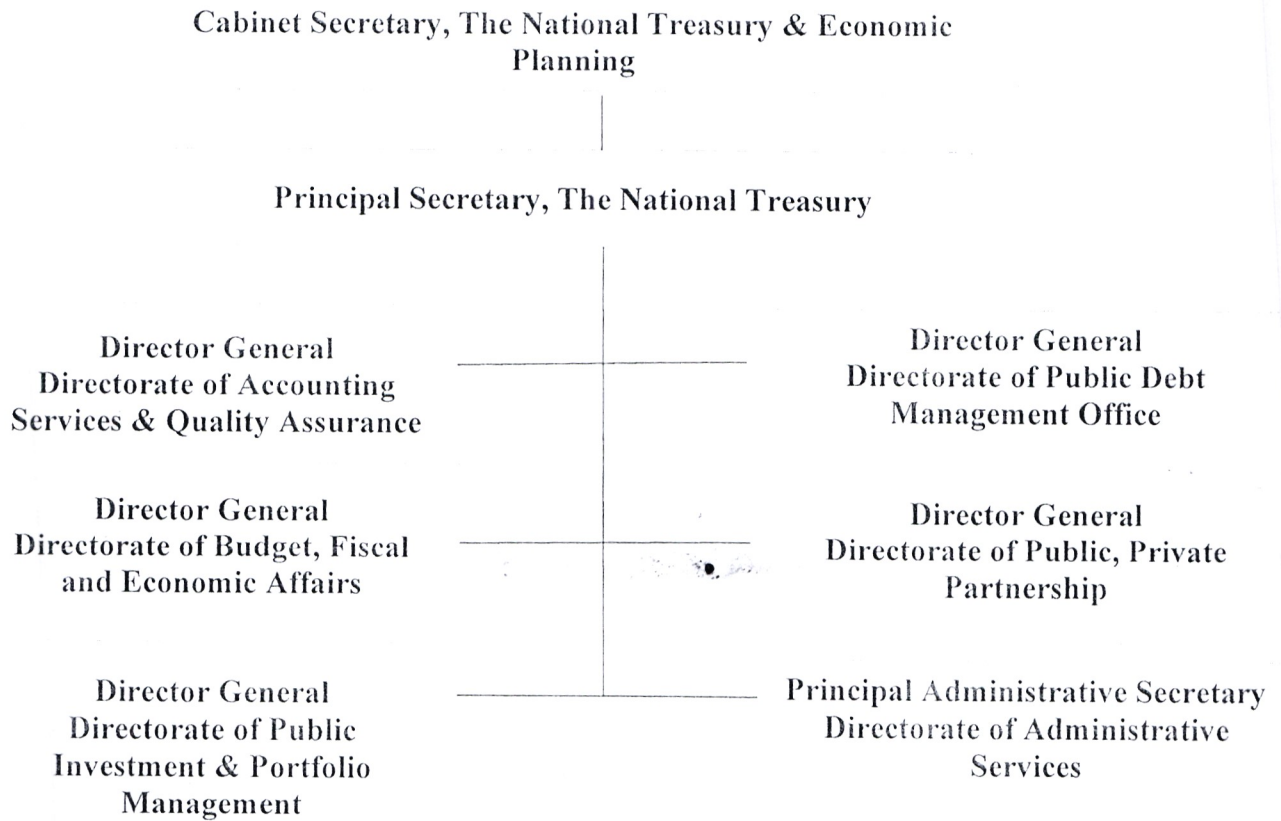 Cabinet Secretary, The National Treasury & Economic
Planning
Principal Secretary, The National Treasury
Director General
Directorate of Accounting
Services & Quality Assurance
Director General
Directorate of Public Debt
Management Office
Director General
Directorate of Budget, Fiscal
and Economic Affairs
Director General
Directorate of Public, Private
Partnership
Director General
Directorate of Public
Investment & Portfolio
Management
Principal Administrative Secretary
Directorate of Administrative
Services